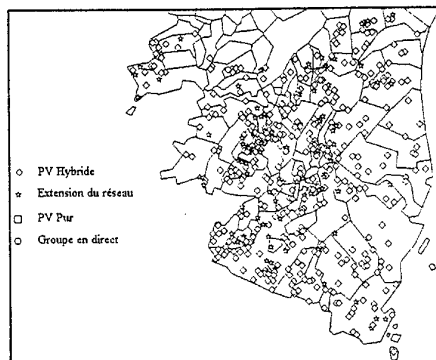 PV Hybride
Extension du réseau
PV Pur
Groupe en direct